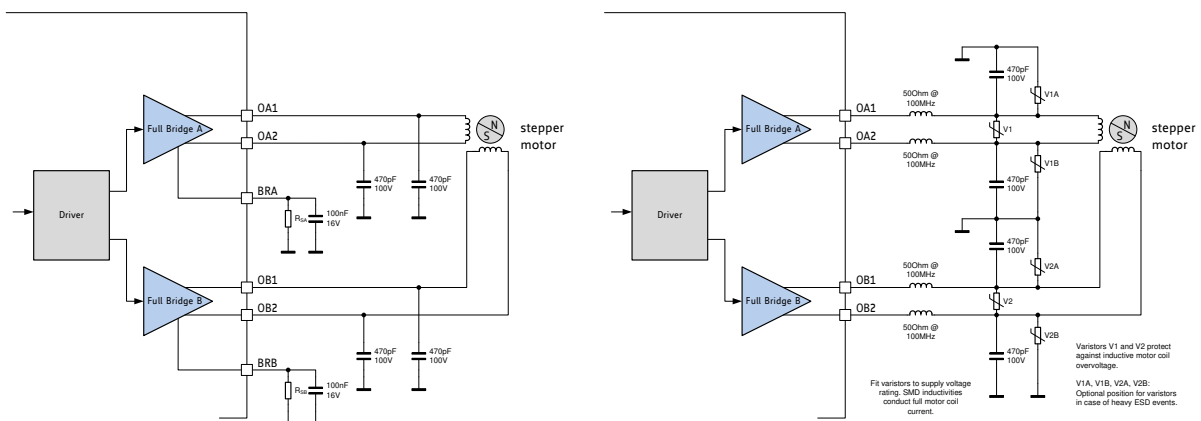 Driver
Full Bridge A
Full Bridge B
OA1
OA2
BRA
OB1
OB2
BRB
R_SA
100nF
16V
470pF
100V
470pF
100V
N
S
stepper
motor
R_SB
100nF
16V
470pF
100V
470pF
100V
Driver
Full Bridge A
Full Bridge B
OA1
OA2
OB1
OB2
50Ohm @
100MHz
50Ohm @
100MHz
470pF
100V
V1A
V1
V1B
470pF
100V
N
S
stepper
motor
470pF
100V
V2A
50Ohm @
100MHz
V2
50Ohm @
100MHz
V2B
470pF
100V
Fit varistors to supply voltage
rating. SMD inductivities
conduct full motor coil
current.
Varistors V1 and V2 protect
against inductive motor coil
overvoltage.
V1A, V1B, V2A, V2B:
Optional position for varistors
in case of heavy ESD events.